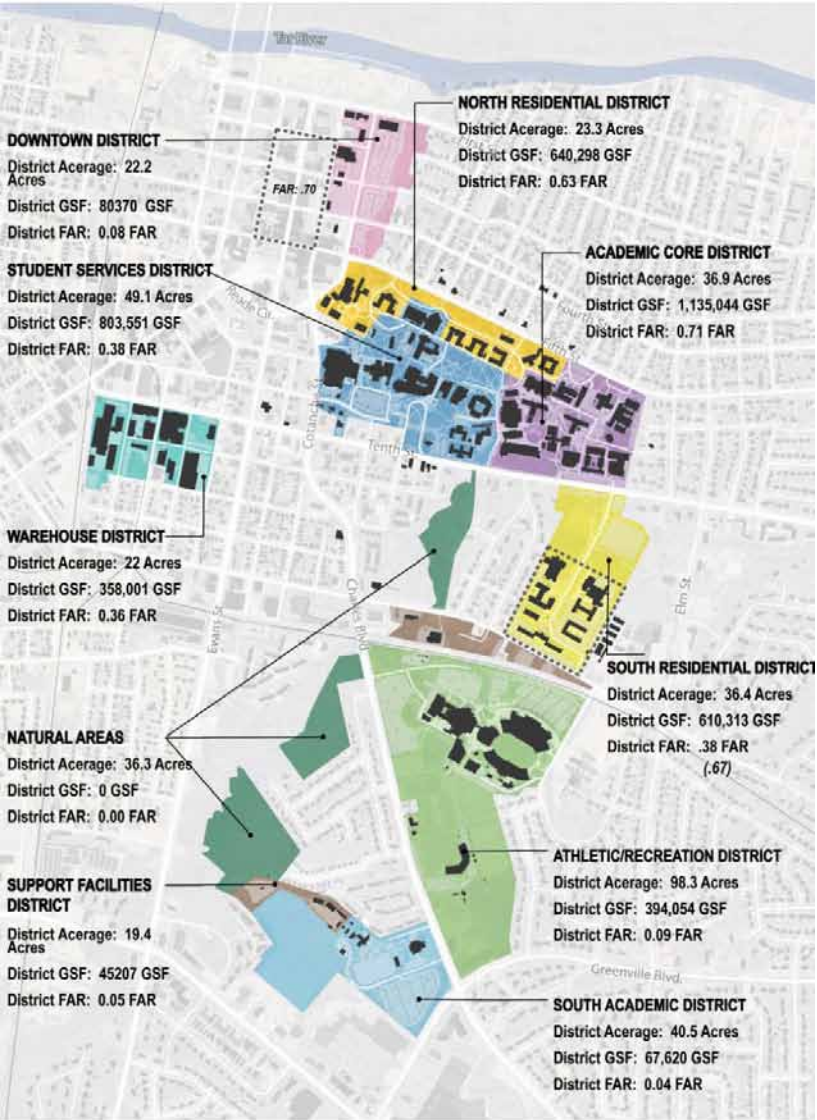 Tar River
NORTH RESIDENTIAL DISTRICT
District Acerage: 23.3 Acres
District GSF: 640,298 GSF
District FAR: 0.63 FAR
DOWNTOWN DISTRICT
District Acerage: 22.2
Acres
District GSF: 80370 GSF
District FAR: 0.08 FAR
FAR: .70
ACADEMIC CORE DISTRICT
District Acerage: 36.9 Acres
District GSF: 1,135,044 GSF
District FAR: 0.71 FAR
STUDENT SERVICES DISTRICT
District Acerage: 49.1 Acres
District GSF: 803,551 GSF
District FAR: 0.38 FAR
Reade Cir.
Cotanche St.
Tenth St.
WAREHOUSE DISTRICT
District Acerage: 22 Acres
District GSF: 358,001 GSF
District FAR: 0.36 FAR
Evans St.
Charles Blvd.
Elm St.
SOUTH RESIDENTIAL DISTRICT
District Acerage: 36.4 Acres
District GSF: 610,313 GSF
District FAR: .38 FAR
(.67)
NATURAL AREAS
District Acerage: 36.3 Acres
District GSF: 0 GSF
District FAR: 0.00 FAR
ATHLETIC/RECREATION DISTRICT
District Acerage: 98.3 Acres
District GSF: 394,054 GSF
District FAR: 0.09 FAR
SUPPORT FACILITIES
DISTRICT
District Acerage: 19.4
Acres
District GSF: 45207 GSF
District FAR: 0.05 FAR
Greenville Blvd.
SOUTH ACADEMIC DISTRICT
District Acerage: 40.5 Acres
District GSF: 67,620 GSF
District FAR: 0.04 FAR